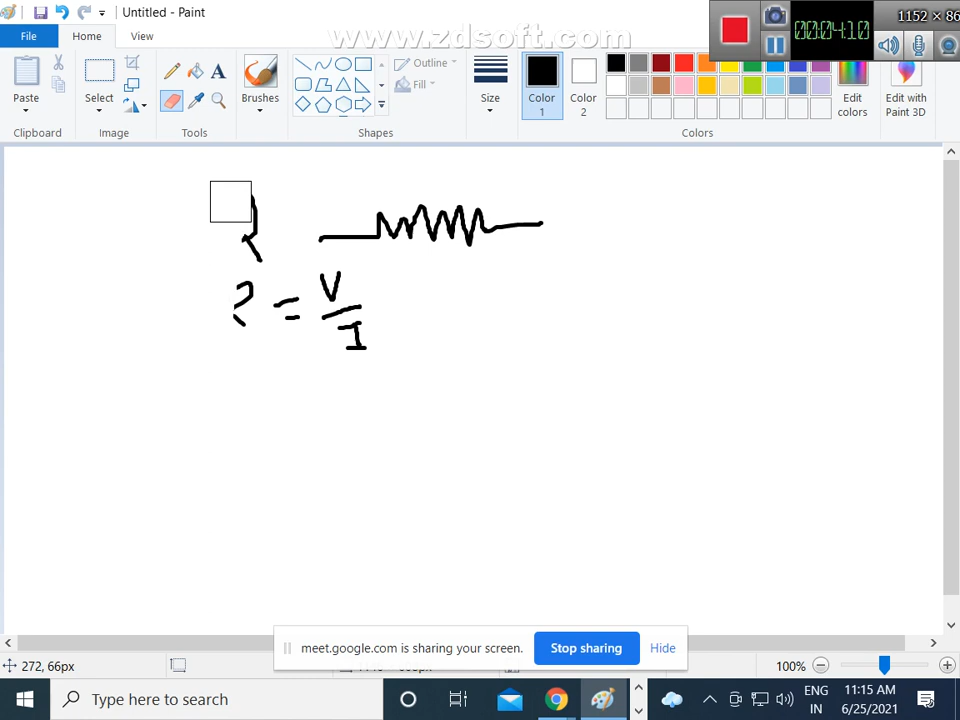 Untitled - Paint
1152 × 86
00:04:10
www.zdsoft.com
File Home View
Paste Select Brushes Size Color 1 Color 2 Edit colors Edit with Paint 3D
Outline
Fill
Clipboard Image Tools Shapes Colors
= V
I
meet.google.com is sharing your screen. Stop sharing Hide
272, 66px 100%
Type here to search
ENG 11:15 AM
IN 6/25/2021